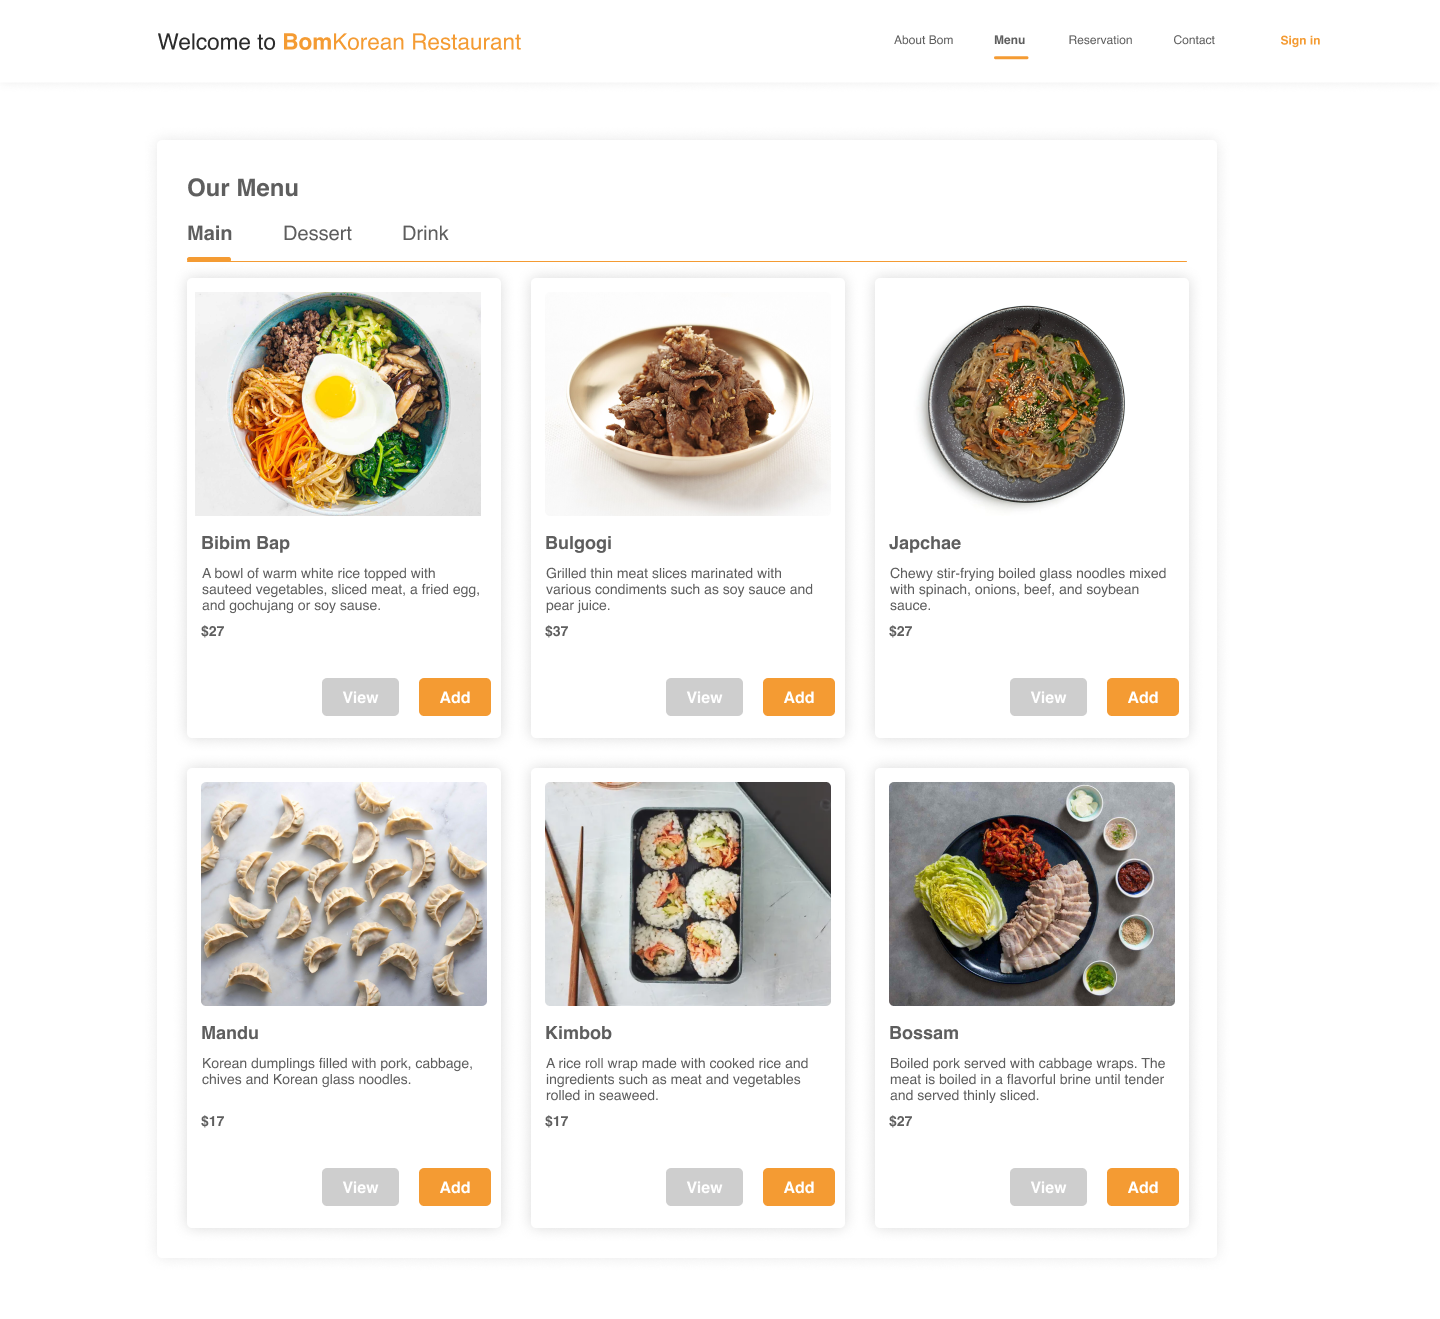 Welcome to BomKorean Restaurant
About Bom
Menu
Reservation
Contact
Sign in
Our Menu
Main
Dessert
Drink
Bibim Bap
A bowl of warm white rice topped with
sauteed vegetables, sliced meat, a fried egg,
and gochujang or soy sause.
$27
View
Add
Bulgogi
Grilled thin meat slices marinated with
various condiments such as soy sauce and
pear juice.
$37
View
Add
Japchae
Chewy stir-frying boiled glass noodles mixed
with spinach, onions, beef, and soybean
sauce.
$27
View
Add
Mandu
Korean dumplings filled with pork, cabbage,
chives and Korean glass noodles.
$17
View
Add
Kimbob
A rice roll wrap made with cooked rice and
ingredients such as meat and vegetables
rolled in seaweed.
$17
View
Add
Bossam
Boiled pork served with cabbage wraps. The
meat is boiled in a flavorful brine until tender
and served thinly sliced.
$27
View
Add